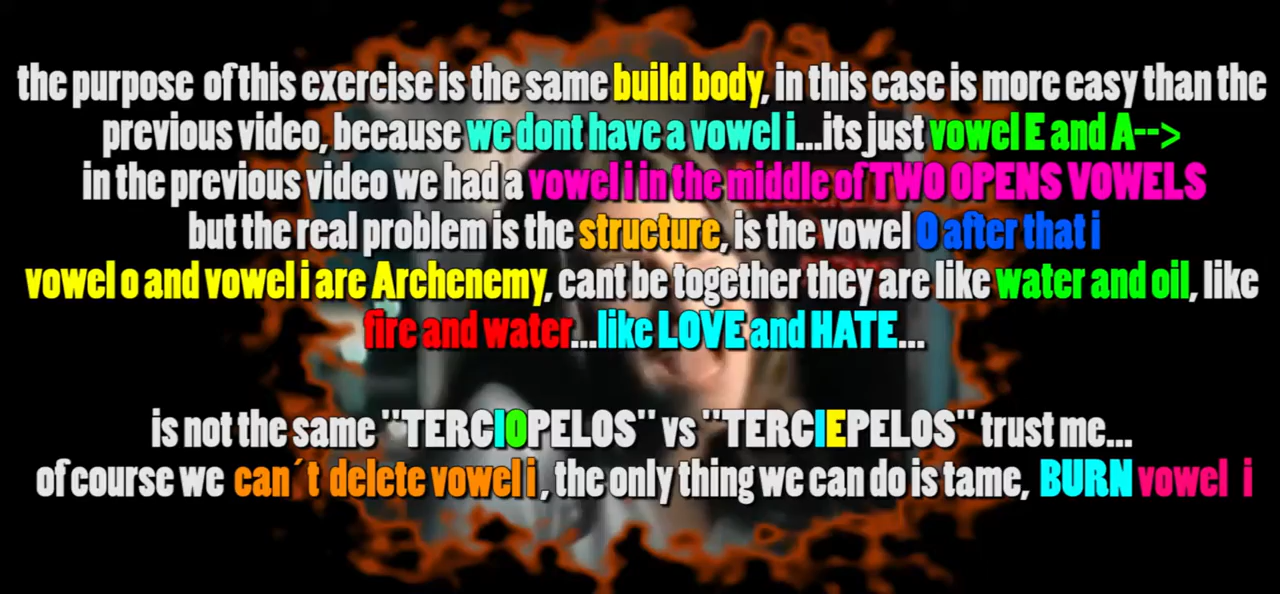 the purpose of this exercise is the same build body, in this case is more easy than the
previous video, because we dont have a vowel i...its just vowel E and A-->
in the previous video we had a vowel i in the middle of TWO OPENS VOWELS
but the real problem is the structure, is the vowel O after that i
vowel o and vowel i are Archenemy, cant be together they are like water and oil, like
fire and water...like LOVE and HATE...
is not the same "TERCIOPELOS" vs "TERCIEPELOS" trust me...
of course we can´t delete vowel i, the only thing we can do is tame, BURN vowel i